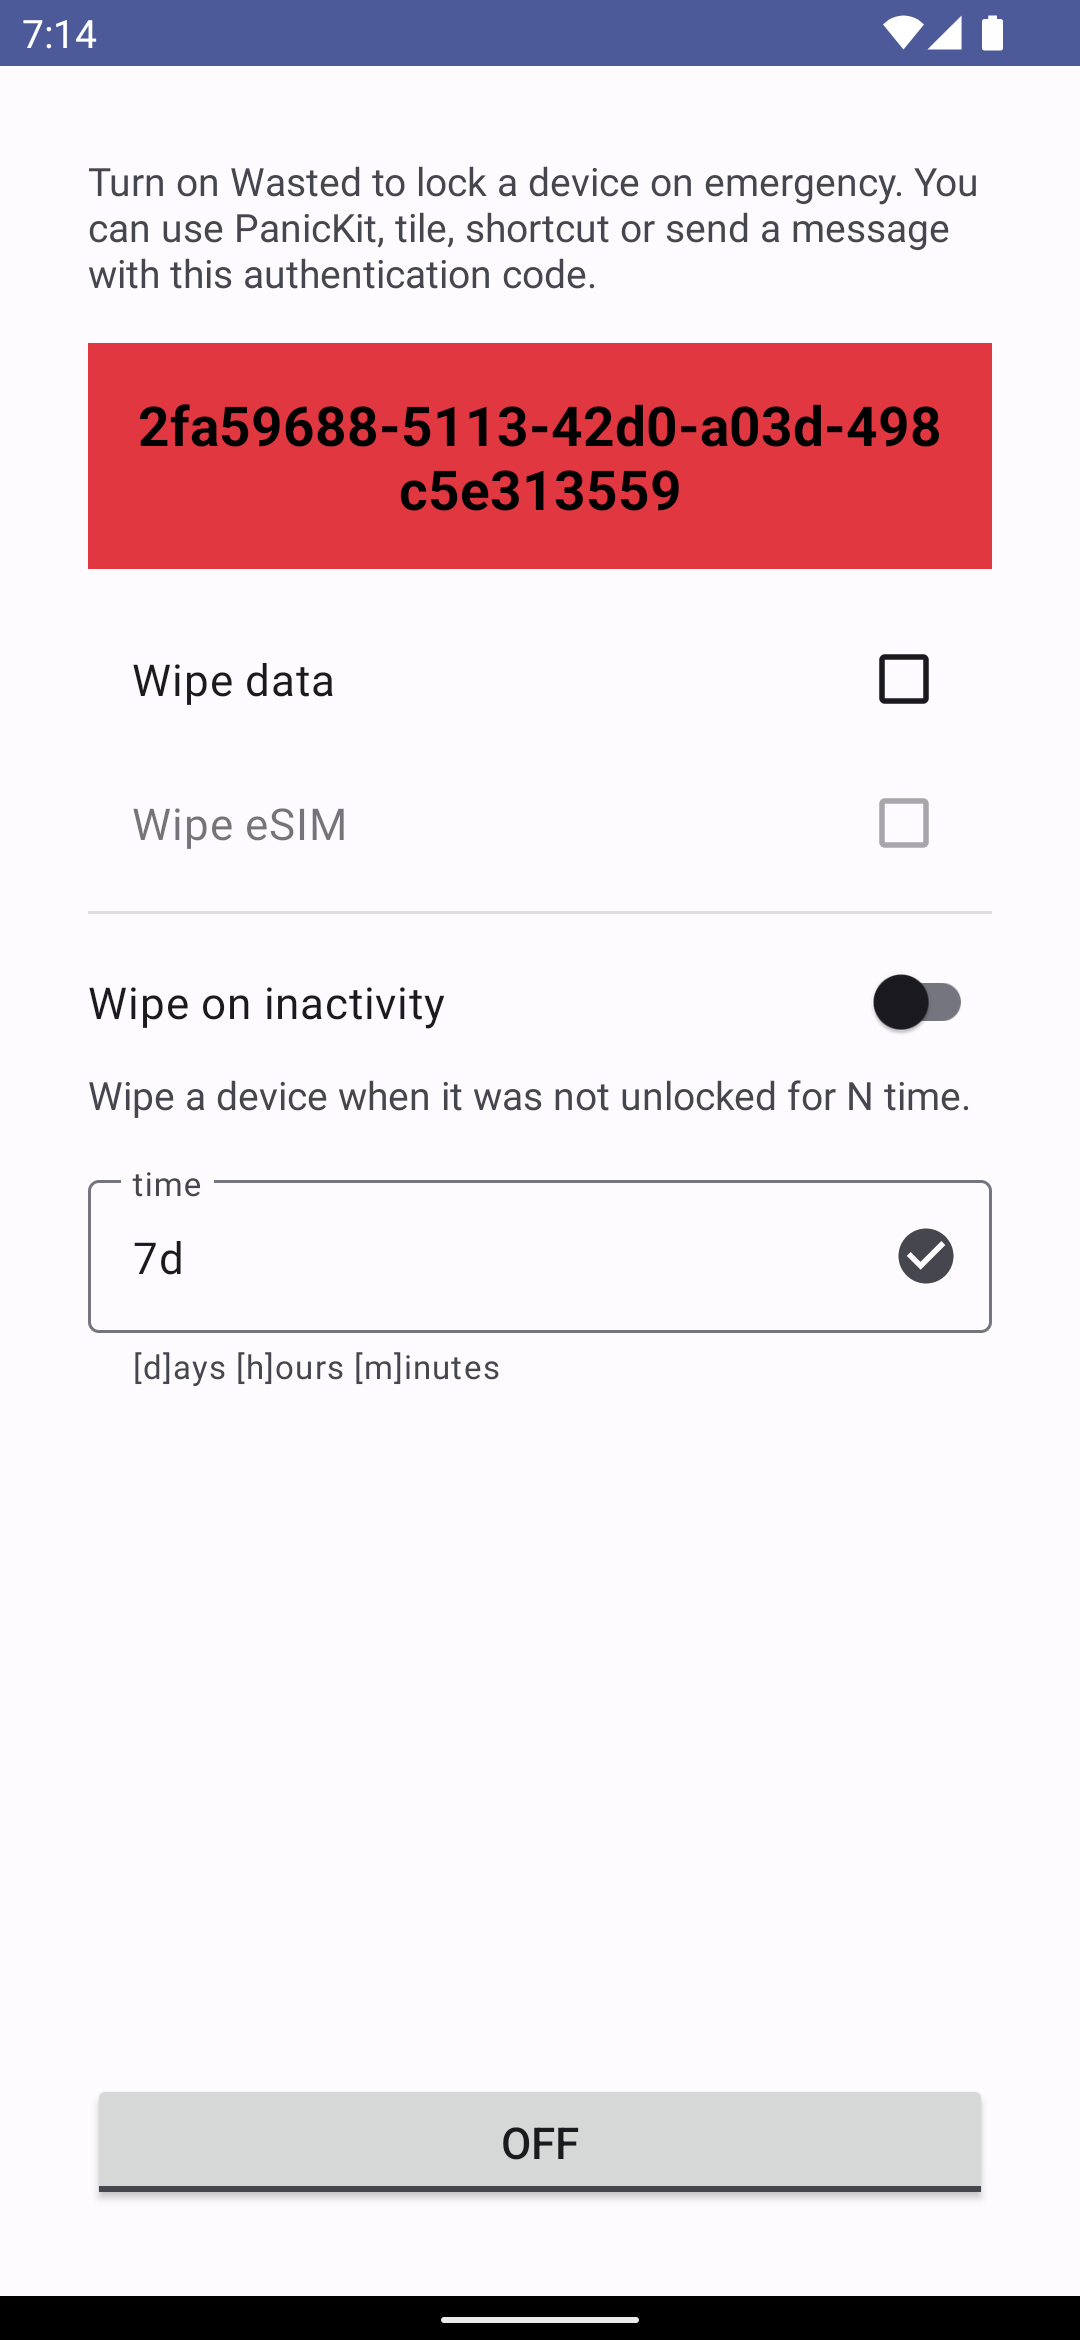 7:14
Turn on Wasted to lock a device on emergency. You
can use PanicKit, tile, shortcut or send a message
with this authentication code.
2fa59688-5113-42d0-a03d-498
c5e313559
Wipe data
Wipe eSIM
Wipe on inactivity
Wipe a device when it was not unlocked for N time.
time
7d
[d]ays [h]ours [m]inutes
OFF